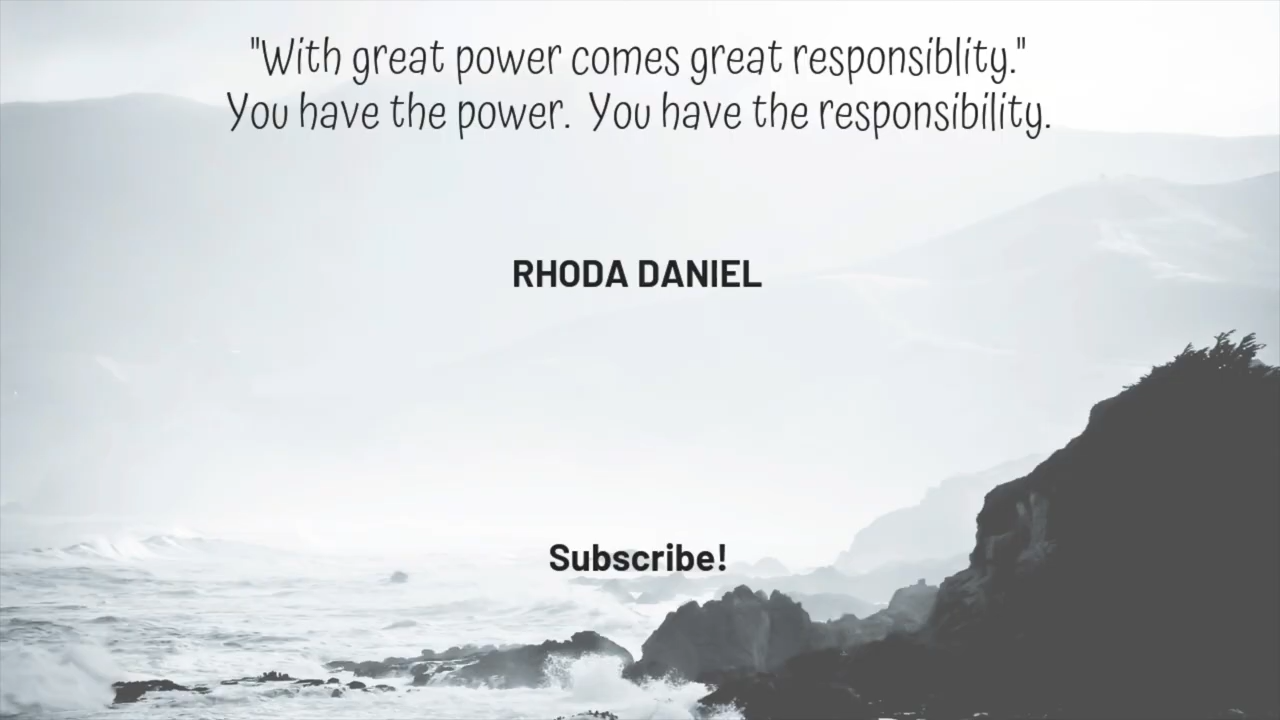 "With great power comes great responsiblity."
You have the power.  You have the responsibility.
RHODA DANIEL
Subscribe!